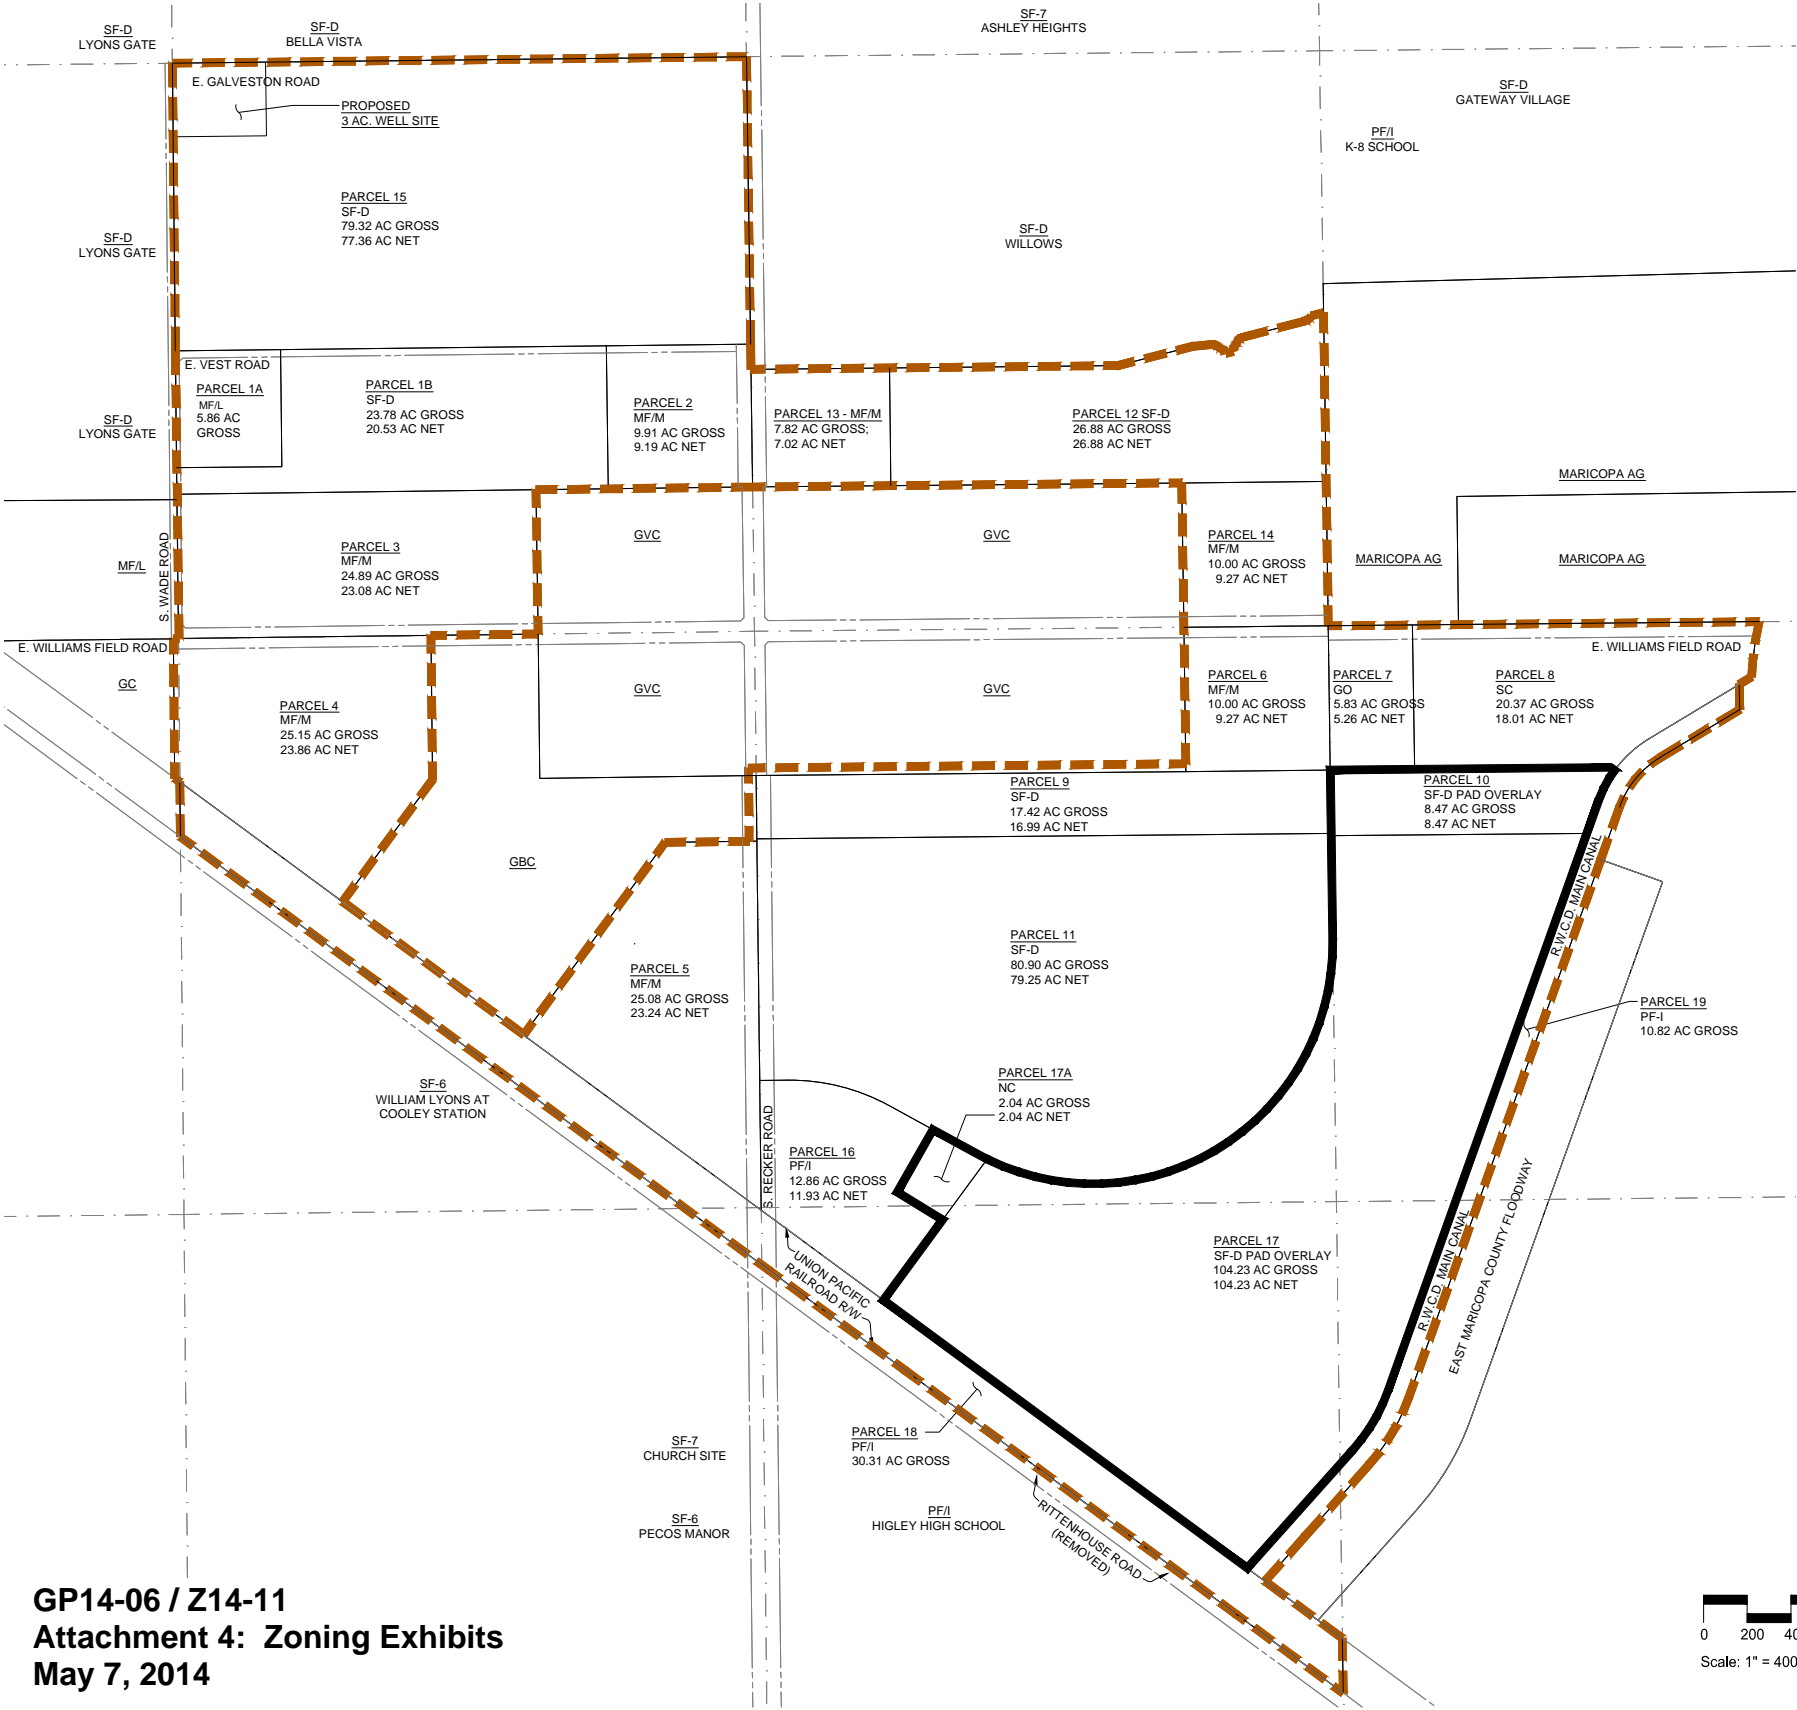 SF-D
LYONS GATE
SF-D
BELLA VISTA
SF-7
ASHLEY HEIGHTS
E. GALVESTON ROAD
PROPOSED
3 AC. WELL SITE
SF-D
GATEWAY VILLAGE
PF/I
K-8 SCHOOL
PARCEL 15
SF-D
79.32 AC GROSS
77.36 AC NET
SF-D
LYONS GATE
SF-D
WILLOWS
E. VEST ROAD
PARCEL 1A
MF/L
5.86 AC
GROSS
PARCEL 1B
SF-D
23.78 AC GROSS
20.53 AC NET
PARCEL 2
MF/M
9.91 AC GROSS
9.19 AC NET
PARCEL 13 - MF/M
7.82 AC GROSS;
7.02 AC NET
PARCEL 12 SF-D
26.88 AC GROSS
26.88 AC NET
SF-D
LYONS GATE
MARICOPA AG
S. WADE ROAD
MF/L
PARCEL 3
MF/M
24.89 AC GROSS
23.08 AC NET
GVC
GVC
PARCEL 14
MF/M
10.00 AC GROSS
9.27 AC NET
MARICOPA AG
MARICOPA AG
E. WILLIAMS FIELD ROAD
E. WILLIAMS FIELD ROAD
GC
PARCEL 4
MF/M
25.15 AC GROSS
23.86 AC NET
GVC
GVC
PARCEL 6
MF/M
10.00 AC GROSS
9.27 AC NET
PARCEL 7
GO
5.83 AC GROSS
5.26 AC NET
PARCEL 8
SC
20.37 AC GROSS
18.01 AC NET
PARCEL 9
SF-D
17.42 AC GROSS
16.99 AC NET
PARCEL 10
SF-D PAD OVERLAY
8.47 AC GROSS
8.47 AC NET
GBC
R.W.C.D. MAIN CANAL
PARCEL 5
MF/M
25.08 AC GROSS
23.24 AC NET
PARCEL 11
SF-D
80.90 AC GROSS
79.25 AC NET
PARCEL 19
PF-I
10.82 AC GROSS
SF-6
WILLIAM LYONS AT
COOLEY STATION
PARCEL 17A
NC
2.04 AC GROSS
2.04 AC NET
S. RECKER ROAD
PARCEL 16
PF/I
12.86 AC GROSS
11.93 AC NET
UNION PACIFIC
RAILROAD R/W
PARCEL 17
SF-D PAD OVERLAY
104.23 AC GROSS
104.23 AC NET
R.W.C.D. MAIN CANAL
EAST MARICOPA COUNTY FLOODWAY
SF-7
CHURCH SITE
PARCEL 18
PF/I
30.31 AC GROSS
SF-6
PECOS MANOR
PF/I
HIGLEY HIGH SCHOOL
RITTENHOUSE ROAD
(REMOVED)
GP14-06 / Z14-11
Attachment 4: Zoning Exhibits
May 7, 2014
0 200
Scale: 1" = 400